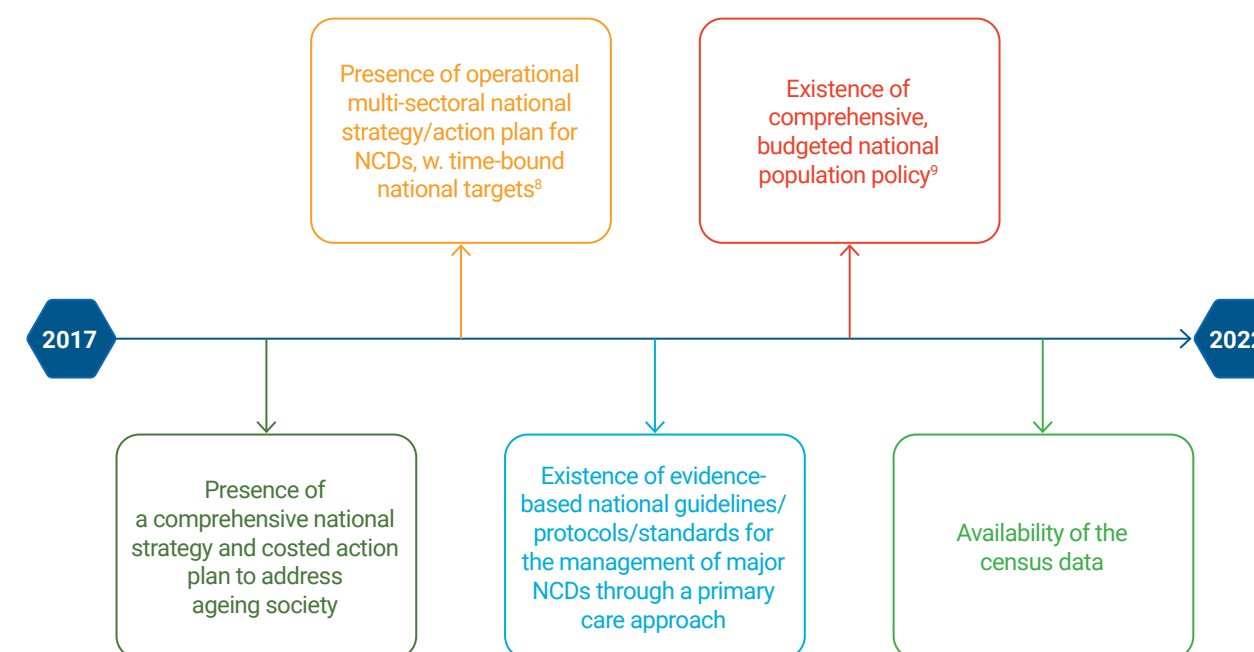 Presence of operational
multi-sectoral national
strategy/action plan for
NCDs, w. time-bound
national targets⁸
Existence of
comprehensive,
budgeted national
population policy⁹
2017
2022
Presence of
a comprehensive national
strategy and costed action
plan to address
ageing society
Existence of evidence-
based national guidelines/
protocols/standards for
the management of major
NCDs through a primary
care approach
Availability of the
census data